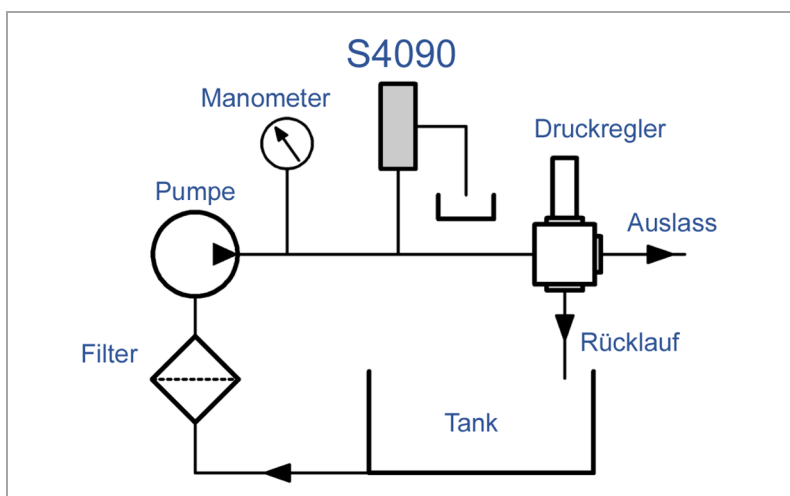 S4090
Manometer
Druckregler
Pumpe
Auslass
Filter
Rücklauf
Tank